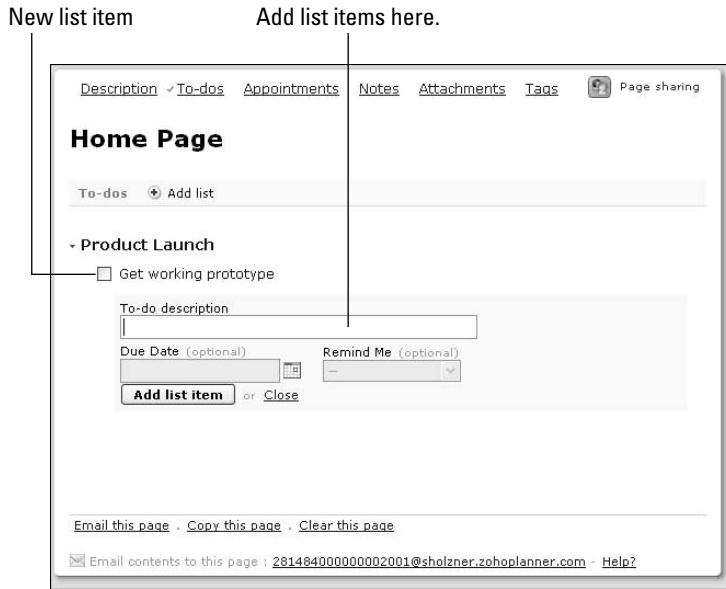 New list item
Add list items here.
Description ✓ To-dos Appointments Notes Attachments Tags Page sharing
Home Page
To-dos Add list
Product Launch
Get working prototype
To-do description
Due Date (optional) Remind Me (optional)
—
Add list item or Close
Email this page . Copy this page . Clear this page
Email contents to this page : 281484000000002001@sholzner.zohoplanner.com - Help?